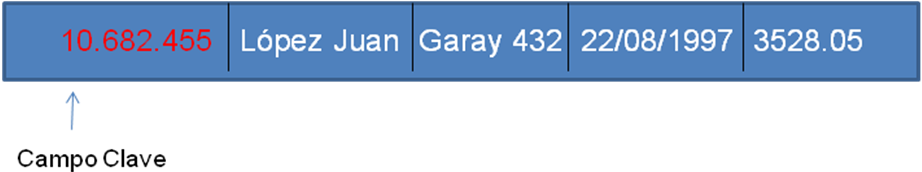 10.682.455 López Juan Garay 432 22/08/1997 3528.05
Campo Clave